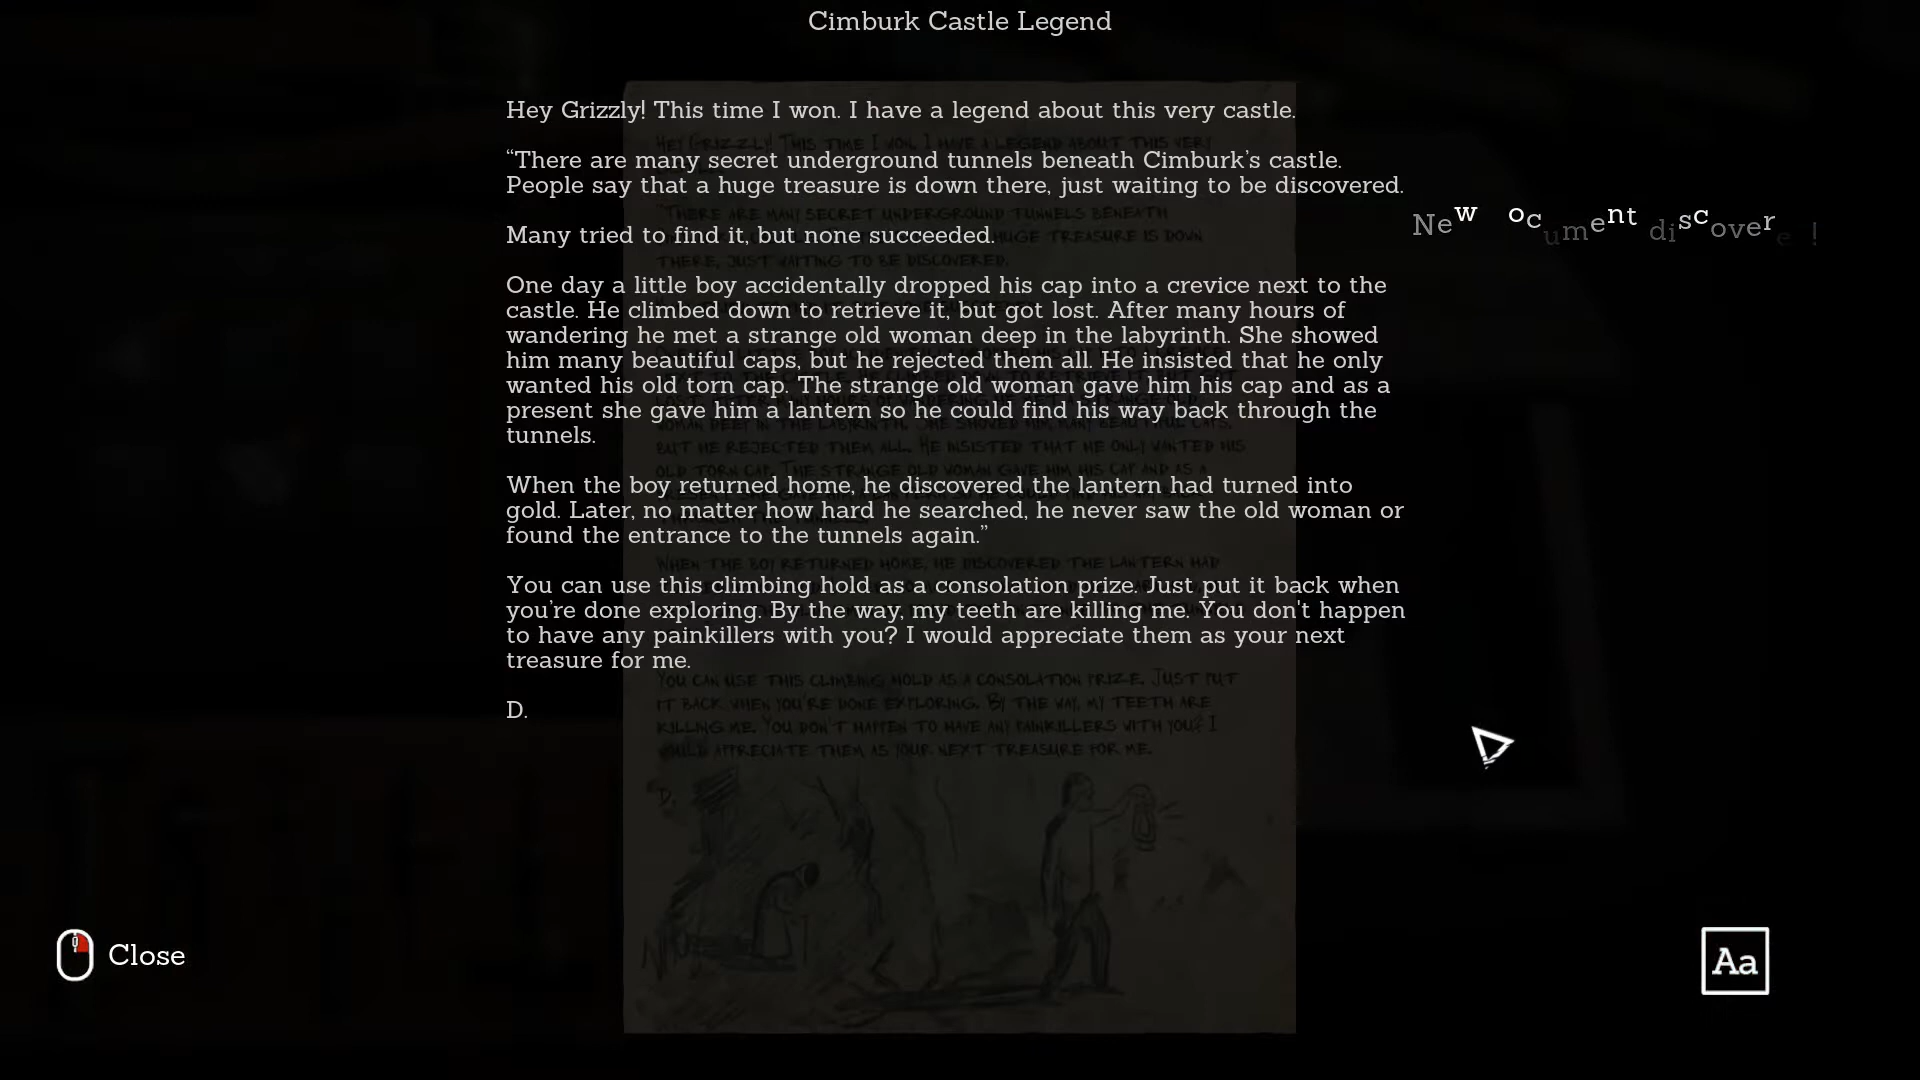 Cimburk Castle Legend
Hey Grizzly! This time I won. I have a legend about this very castle.
“There are many secret underground tunnels beneath Cimburk’s castle.
People say that a huge treasure is down there, just waiting to be discovered.
New ocument discovere !
Many tried to find it, but none succeeded.
One day a little boy accidentally dropped his cap into a crevice next to the
castle. He climbed down to retrieve it, but got lost. After many hours of
wandering he met a strange old woman deep in the labyrinth. She showed
him many beautiful caps, but he rejected them all. He insisted that he only
wanted his old torn cap. The strange old woman gave him his cap and as a
present she gave him a lantern so he could find his way back through the
tunnels.
When the boy returned home, he discovered the lantern had turned into
gold. Later, no matter how hard he searched, he never saw the old woman or
found the entrance to the tunnels again.”
You can use this climbing hold as a consolation prize. Just put it back when
you’re done exploring. By the way, my teeth are killing me. You don't happen
to have any painkillers with you? I would appreciate them as your next
treasure for me.
D.
Close
Aa